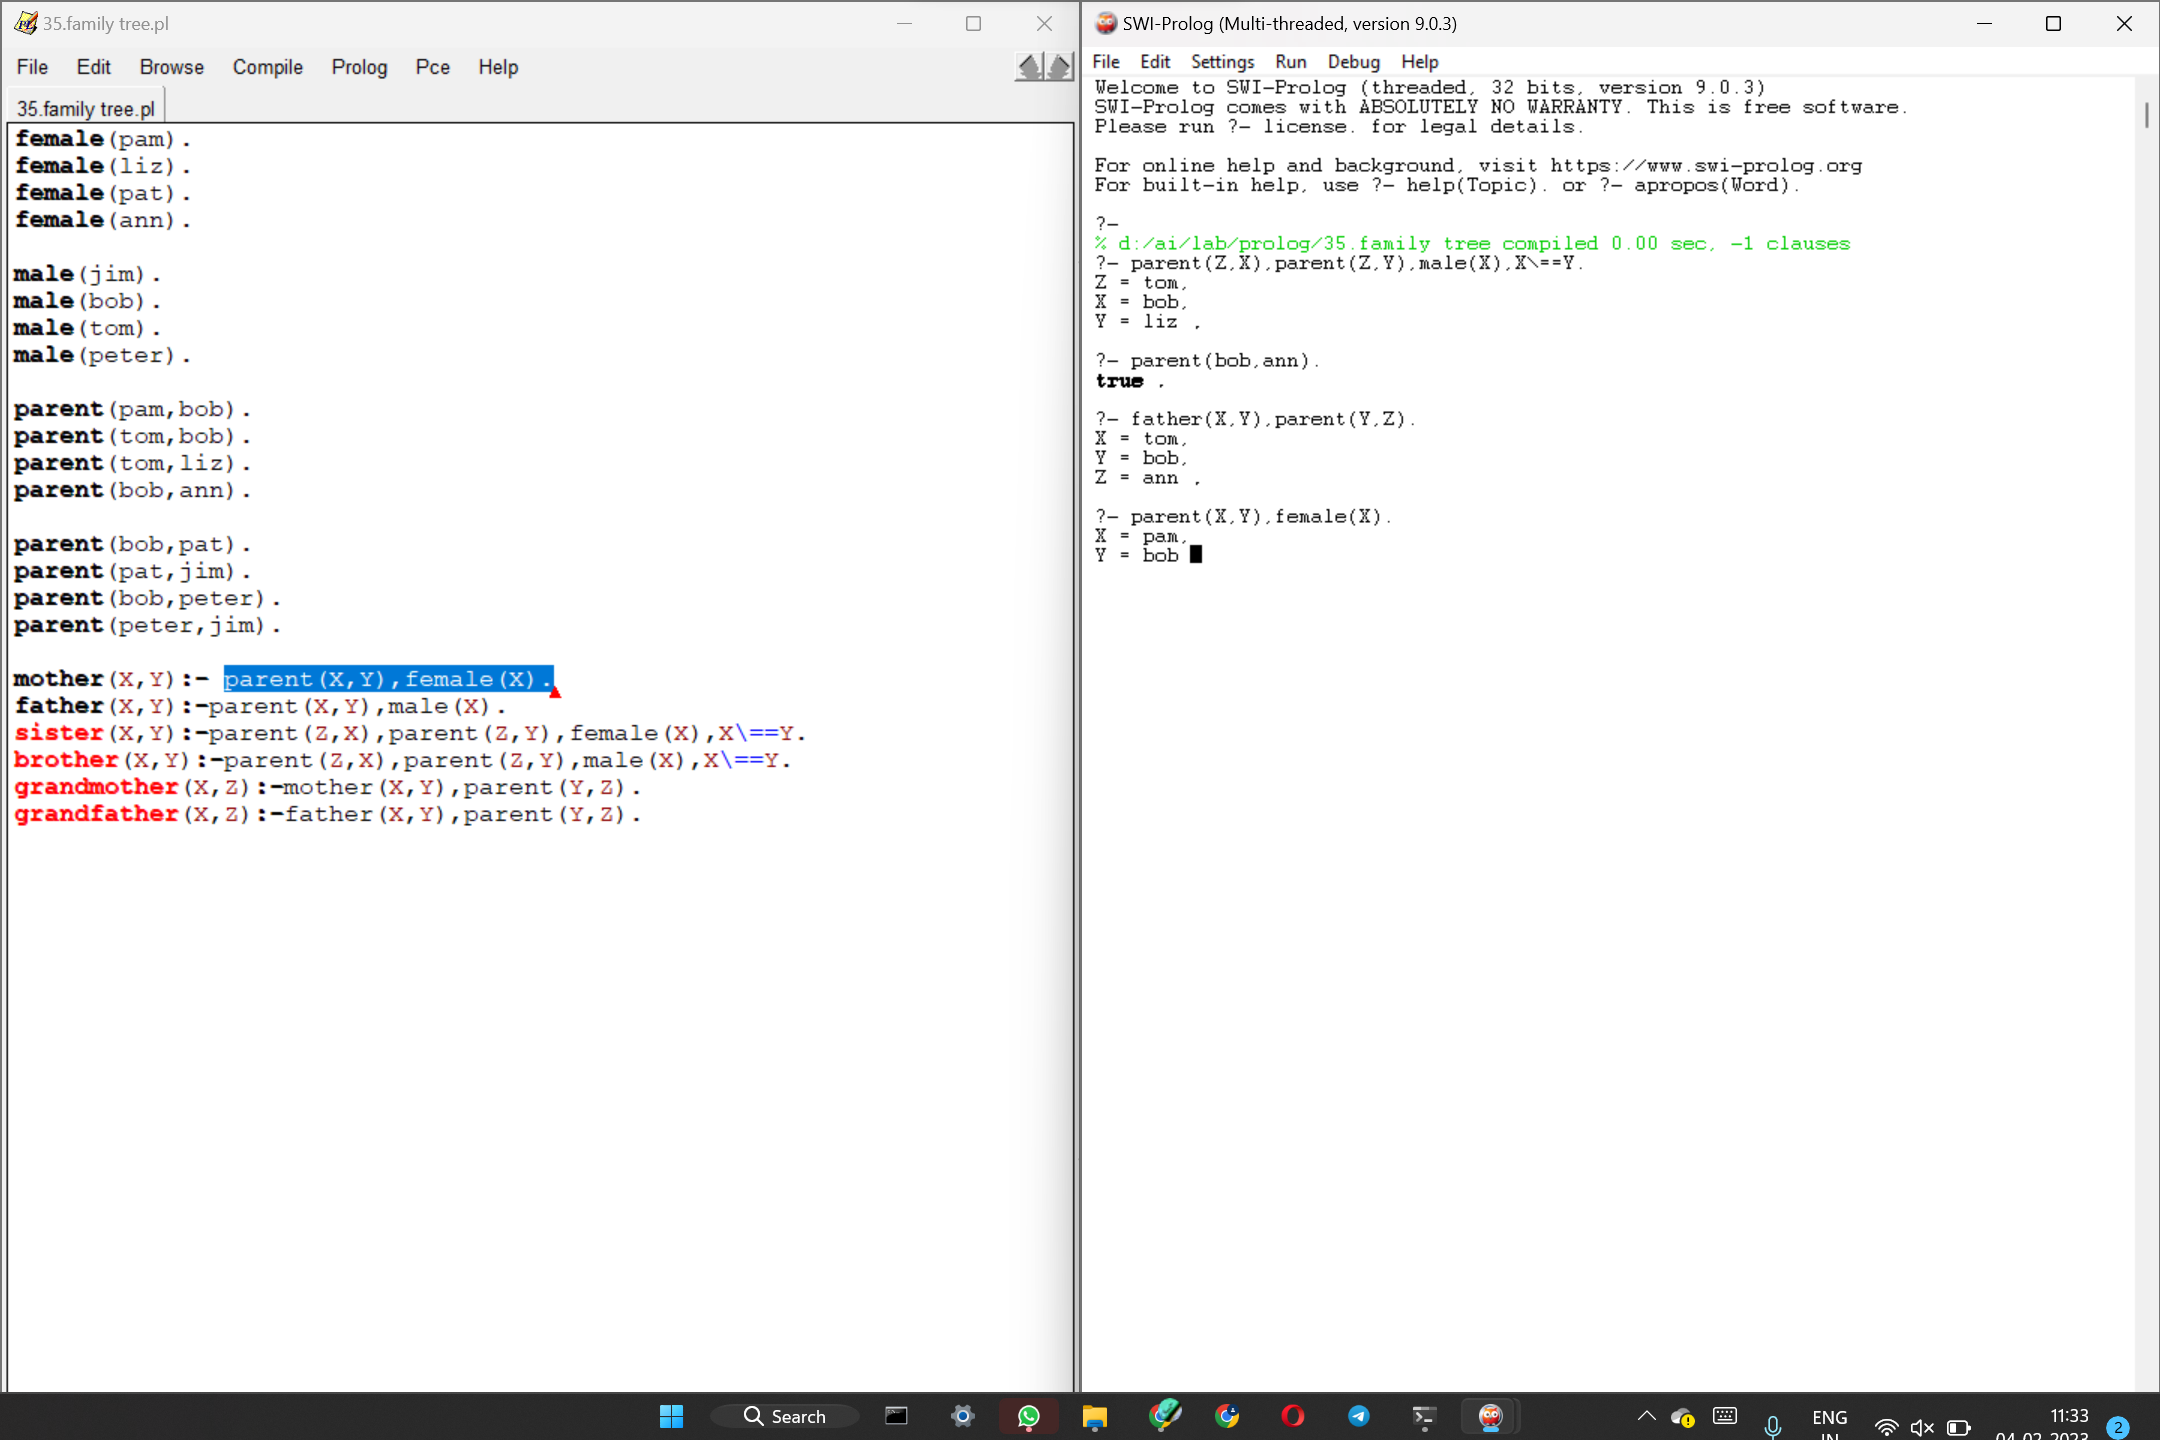 35.family tree.pl
File Edit Browse Compile Prolog Pce Help
35.family tree.pl
female(pam).
female(liz).
female(pat).
female(ann).
male(jim).
male(bob).
male(tom).
male(peter).
parent(pam,bob).
parent(tom,bob).
parent(tom,liz).
parent(bob,ann).
parent(bob,pat).
parent(pat,jim).
parent(bob,peter).
parent(peter,jim).
mother(X,Y):- parent(X,Y),female(X).
father(X,Y):-parent(X,Y),male(X).
sister(X,Y):-parent(Z,X),parent(Z,Y),female(X),X\==Y.
brother(X,Y):-parent(Z,X),parent(Z,Y),male(X),X\==Y.
grandmother(X,Z):-mother(X,Y),parent(Y,Z).
grandfather(X,Z):-father(X,Y),parent(Y,Z).
SWI-Prolog (Multi-threaded, version 9.0.3)
File Edit Settings Run Debug Help
Welcome to SWI-Prolog (threaded, 32 bits, version 9.0.3)
SWI-Prolog comes with ABSOLUTELY NO WARRANTY. This is free software.
Please run ?- license. for legal details.
For online help and background, visit https://www.swi-prolog.org
For built-in help, use ?- help(Topic). or ?- apropos(Word).
?-
% d:/ai/lab/prolog/35.family tree compiled 0.00 sec, -1 clauses
?- parent(Z,X),parent(Z,Y),male(X),X\==Y.
Z = tom,
X = bob,
Y = liz .
?- parent(bob,ann).
true .
?- father(X,Y),parent(Y,Z).
X = tom,
Y = bob,
Z = ann .
?- parent(X,Y),female(X).
X = pam,
Y = bob
Search
ENG
IN
11:33
04-02-2023
2